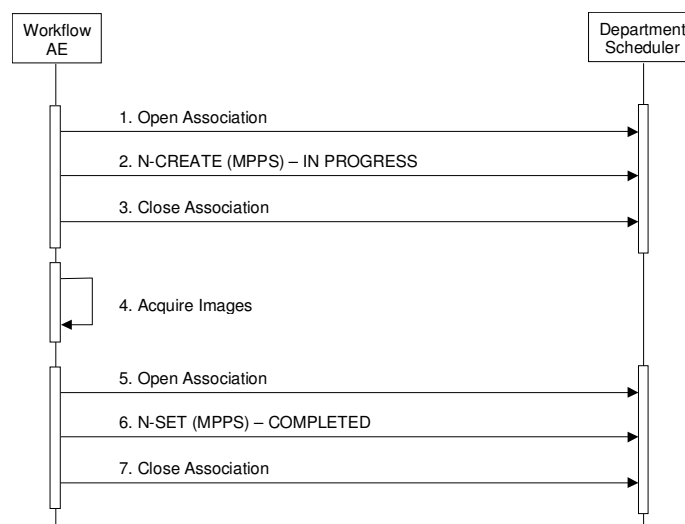 Workflow
AE
Department
Scheduler
1. Open Association
2. N-CREATE (MPPS) – IN PROGRESS
3. Close Association
4. Acquire Images
5. Open Association
6. N-SET (MPPS) – COMPLETED
7. Close Association